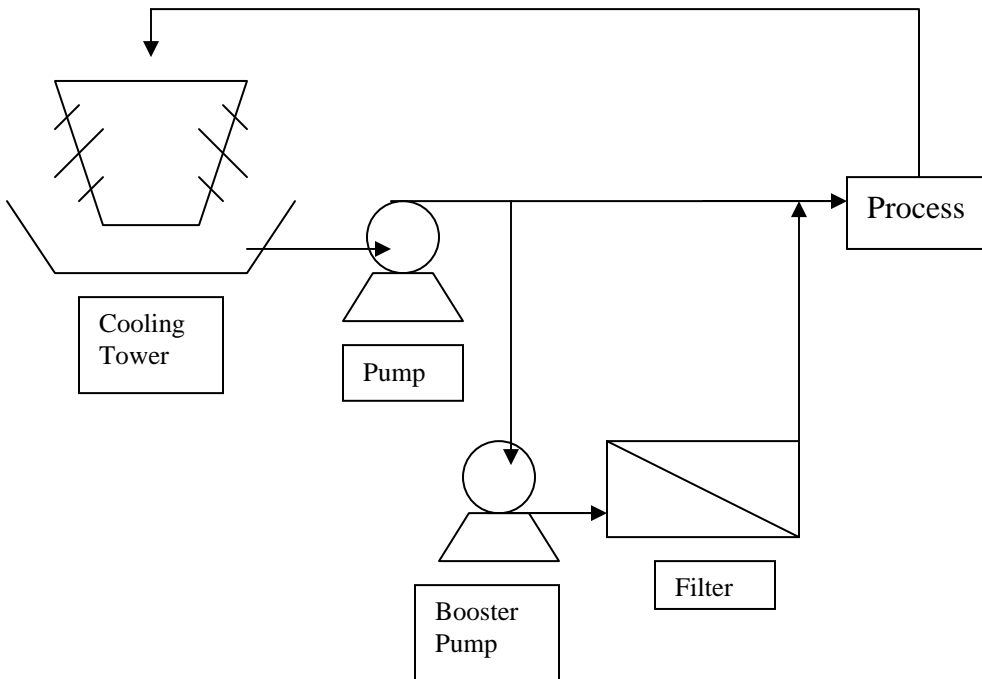 Process
Cooling
Tower
Pump
Filter
Booster
Pump